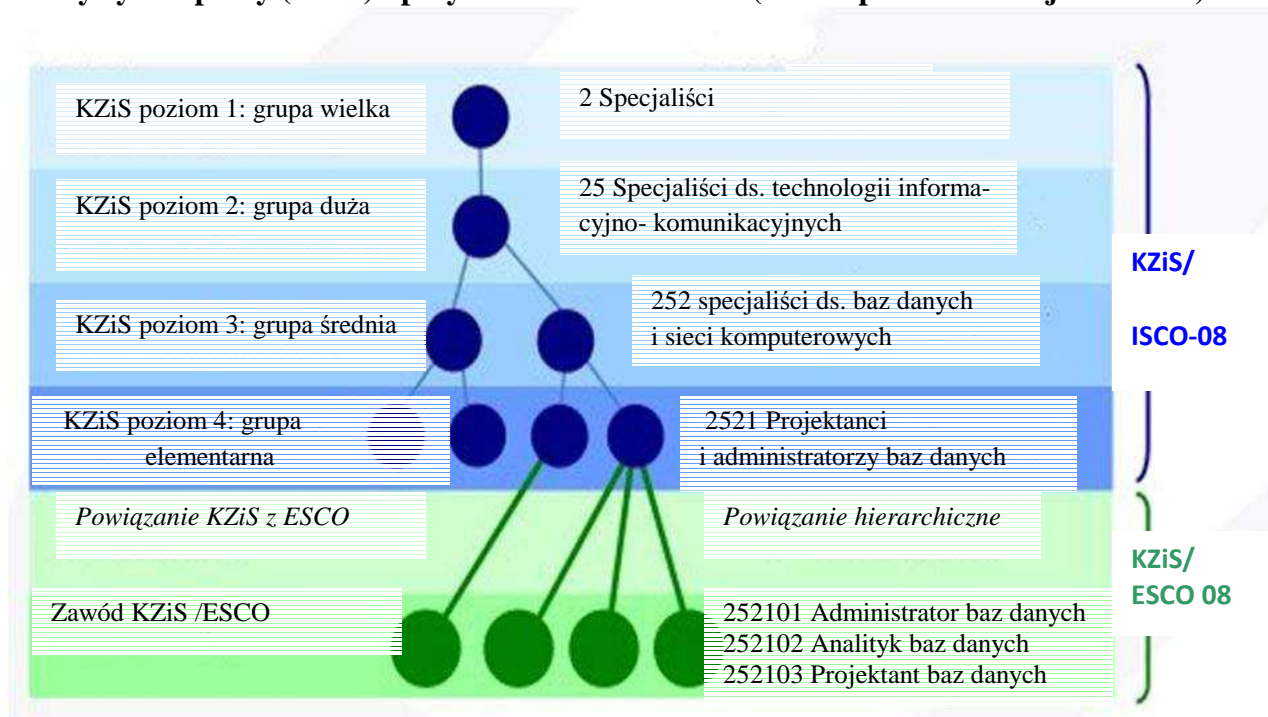 KZiS poziom 1: grupa wielka
2 Specjaliści
KZiS poziom 2: grupa duża
25 Specjaliści ds. technologii informa-
cyjno- komunikacyjnych
KZiS/
ISCO-08
KZiS poziom 3: grupa średnia
252 specjaliści ds. baz danych
i sieci komputerowych
KZiS poziom 4: grupa
elementarna
2521 Projektanci
i administratorzy baz danych
Powiązanie KZiS z ESCO
Powiązanie hierarchiczne
KZiS/
ESCO 08
Zawód KZiS /ESCO
252101 Administrator baz danych
252102 Analityk baz danych
252103 Projektant baz danych